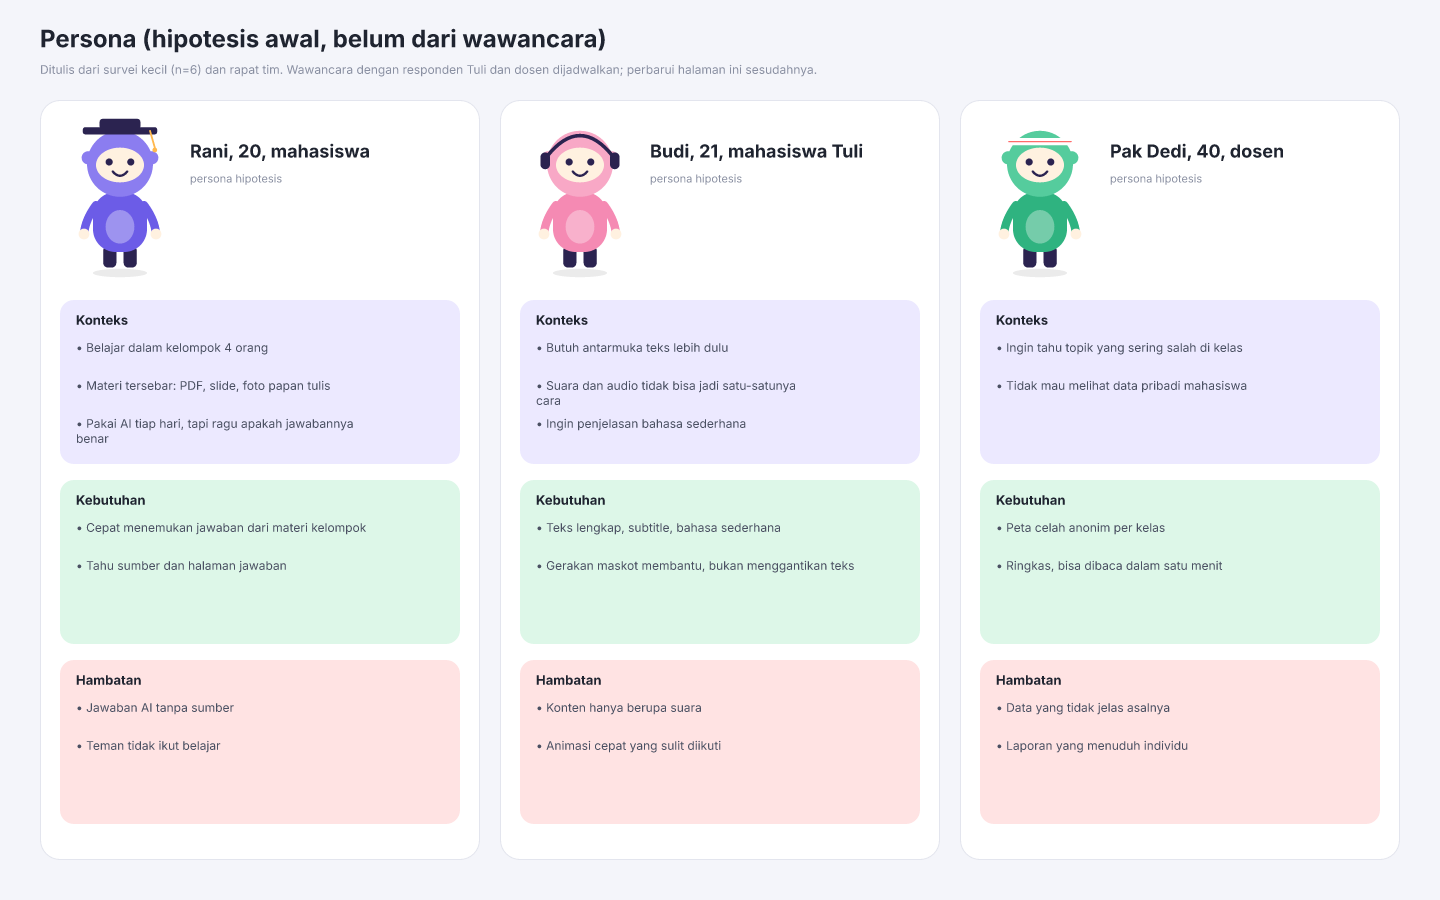 Persona (hipotesis awal, belum dari wawancara)
Ditulis dari survei kecil (n=6) dan rapat tim. Wawancara dengan responden Tuli dan dosen dijadwalkan; perbarui halaman ini sesudahnya.
Rani, 20, mahasiswa
persona hipotesis
Konteks
• Belajar dalam kelompok 4 orang
• Materi tersebar: PDF, slide, foto papan tulis
• Pakai AI tiap hari, tapi ragu apakah jawabannya
benar
Kebutuhan
• Cepat menemukan jawaban dari materi kelompok
• Tahu sumber dan halaman jawaban
Hambatan
• Jawaban AI tanpa sumber
• Teman tidak ikut belajar
Budi, 21, mahasiswa Tuli
persona hipotesis
Konteks
• Butuh antarmuka teks lebih dulu
• Suara dan audio tidak bisa jadi satu-satunya
cara
• Ingin penjelasan bahasa sederhana
Kebutuhan
• Teks lengkap, subtitle, bahasa sederhana
• Gerakan maskot membantu, bukan menggantikan teks
Hambatan
• Konten hanya berupa suara
• Animasi cepat yang sulit diikuti
Pak Dedi, 40, dosen
persona hipotesis
Konteks
• Ingin tahu topik yang sering salah di kelas
• Tidak mau melihat data pribadi mahasiswa
Kebutuhan
• Peta celah anonim per kelas
• Ringkas, bisa dibaca dalam satu menit
Hambatan
• Data yang tidak jelas asalnya
• Laporan yang menuduh individu